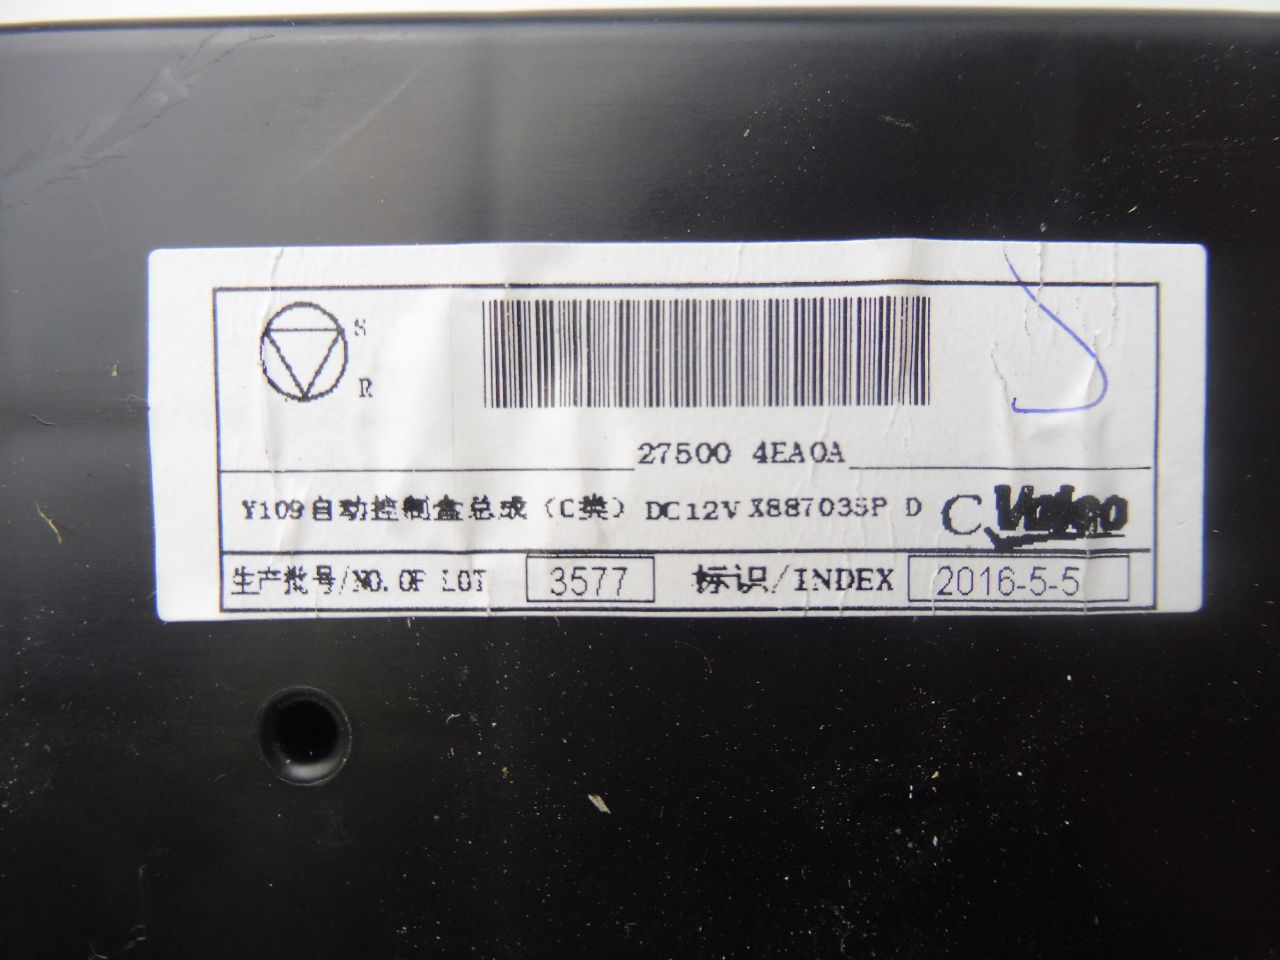 S
R
27500 4EA0A
Y109自动控制盒总成（C类）DC12V X887035P D C Valeo
生产批号/NO. OF LOT 3577 标识/INDEX 2016-5-5